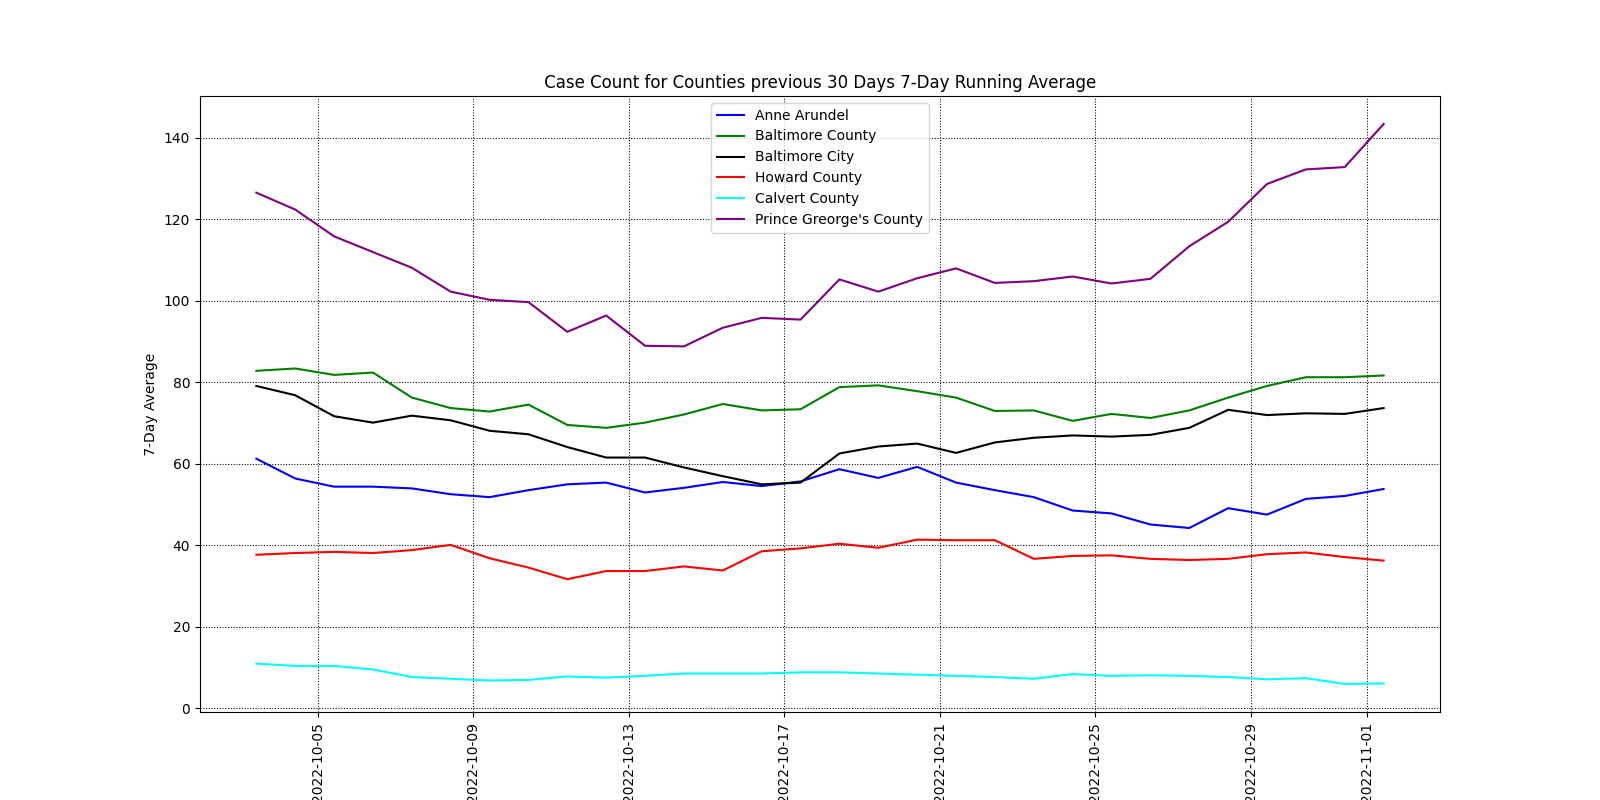 Case Count for Counties previous 30 Days 7-Day Running Average
Anne Arundel
Baltimore County
Baltimore City
Howard County
Calvert County
Prince Greorge's County
7-Day Average
140
120
100
80
60
40
20
0
2022-10-05
2022-10-09
2022-10-13
2022-10-17
2022-10-21
2022-10-25
2022-10-29
2022-11-01